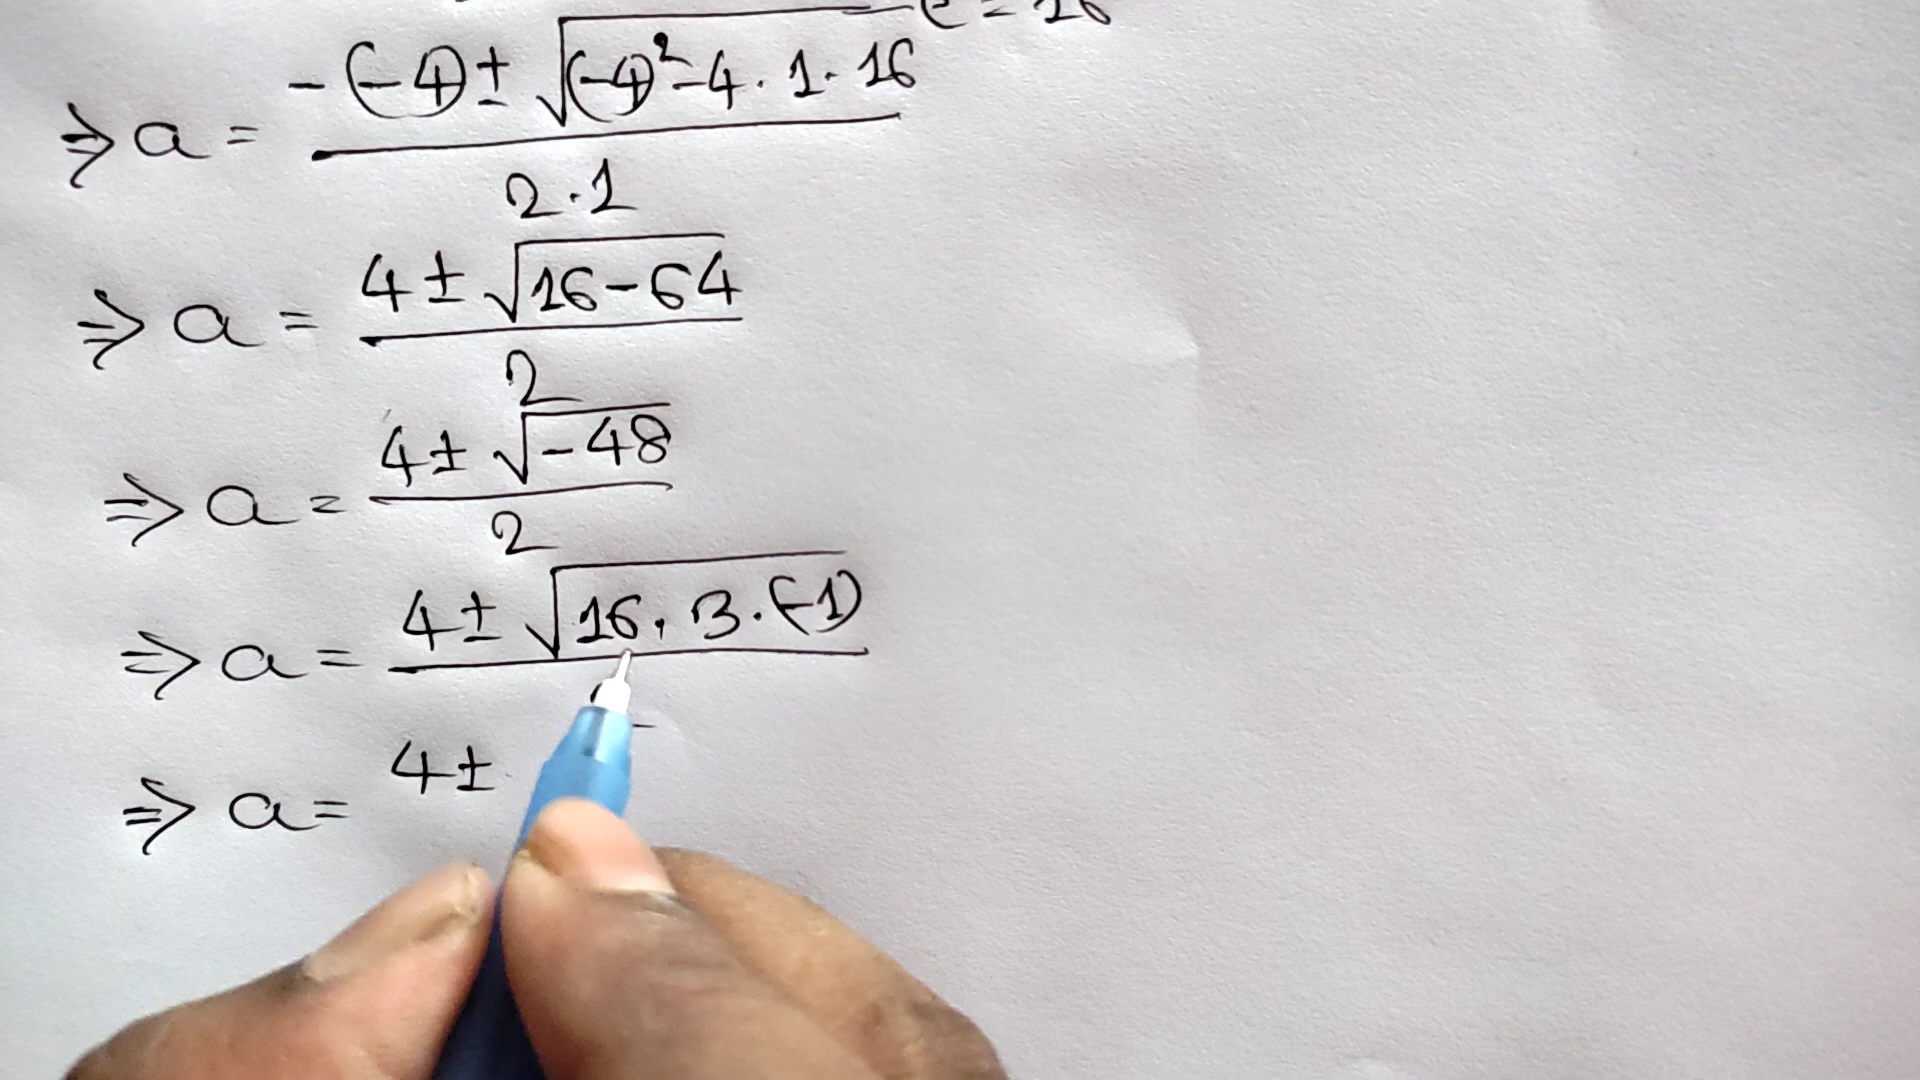 c = 16
⇒ a = (-(-4) ± √((-4)² - 4 . 1 . 16)) / (2 . 1)
⇒ a = (4 ± √(16 - 64)) / 2
⇒ a = (4 ± √(-48)) / 2
⇒ a = 4 ± √(16 . 3 . (-1))
⇒ a = 4 ±